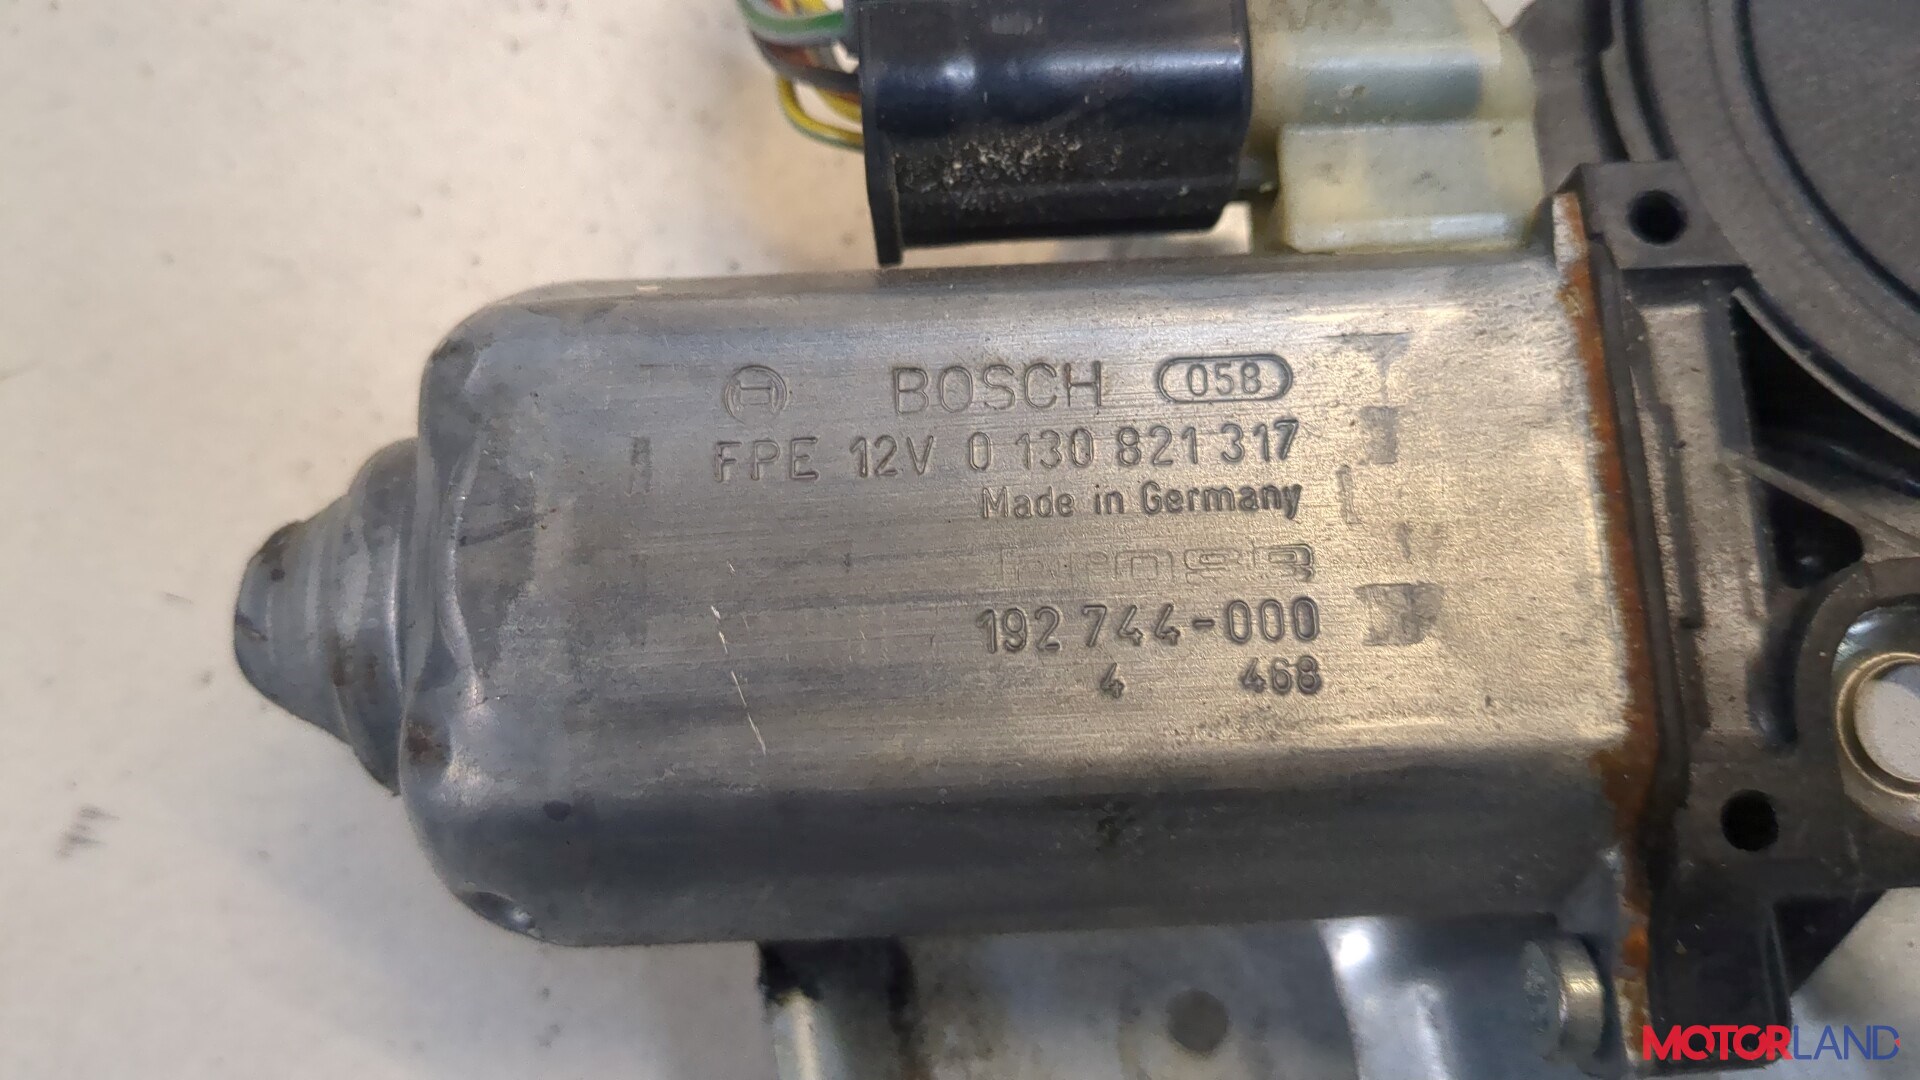 BOSCH 058
FPE 12V 0 130 821 317
Made in Germany
192 744-000
4 468
MOTORLAND